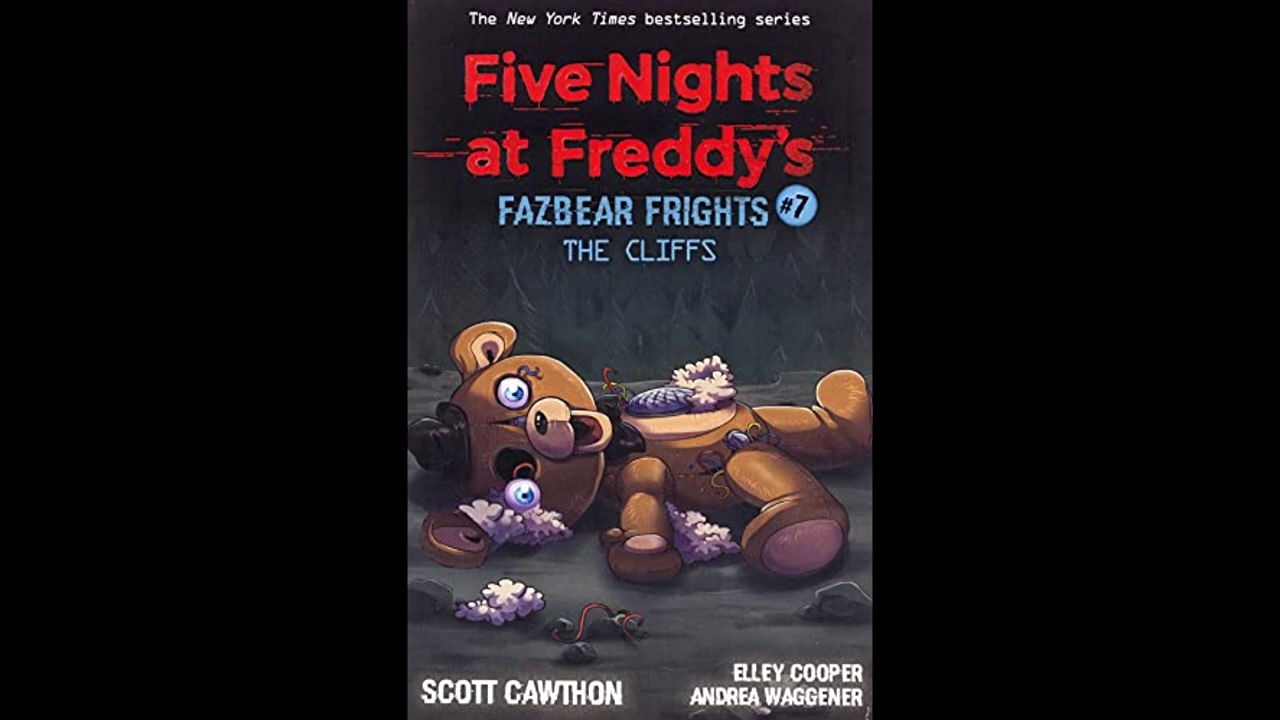 The New York Times bestselling series
Five Nights
at Freddy's
FAZBEAR FRIGHTS #7
THE CLIFFS
SCOTT CAWTHON
ELLEY COOPER
ANDREA WAGGENER